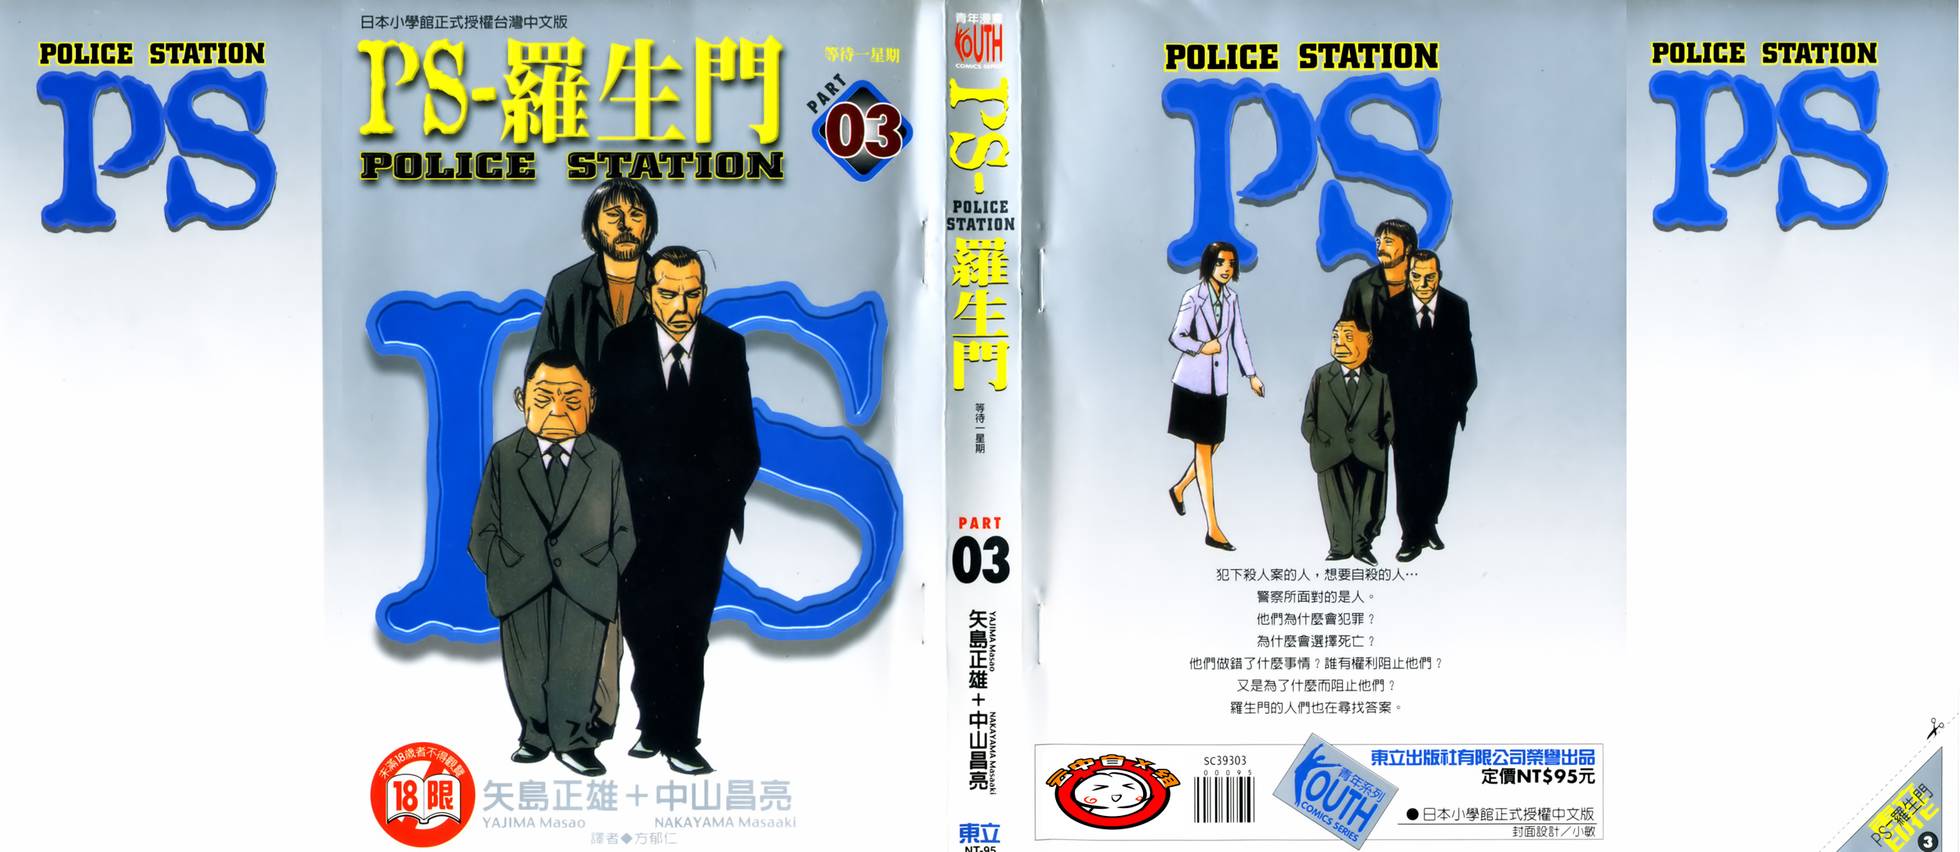 POLICE STATION
PS
日本小學館正式授權台灣中文版
PS-羅生門
POLICE STATION
等待一星期
PART
03
未滿18歲者不得觀覽
18限
矢島正雄＋中山昌亮
YAJIMA Masao NAKAYAMA Masaaki
譯者◆方郁仁
青年漫畫
YOUTH
COMICS SERIES
PS-羅生門
POLICE
STATION
等待一星期
PART
03
矢島正雄＋中山昌亮
YAJIMA Masao NAKAYAMA Masaaki
東立
NT-95
POLICE STATION
PS
犯下殺人案的人，想要自殺的人…
警察所面對的是人。
他們為什麼會犯罪？
為什麼會選擇死亡？
他們做錯了什麼事情？誰有權利阻止他們？
又是為了什麼而阻止他們？
羅生門的人們也在尋找答案。
SC39303
00095
青年系列
YOUTH
COMICS SERIES
東立出版社有限公司榮譽出品
定價NT$95元
●日本小學館正式授權中文版
封面設計／小敏
POLICE STATION
PS
PS-羅生門
3